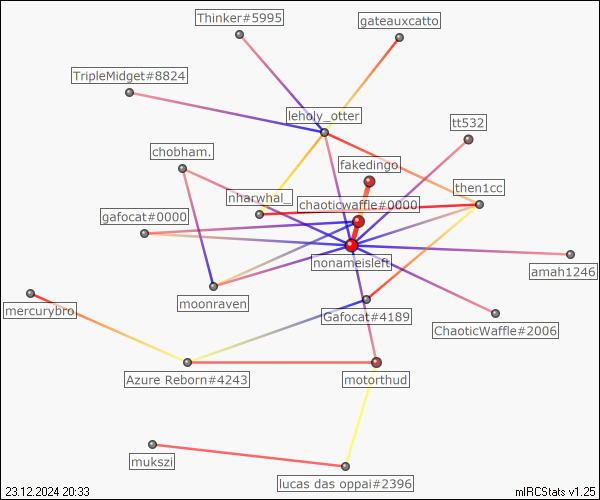 Thinker#5995
gateauxcatto
TripleMidget#8824
leholy_otter
tt532
chobham.
fakedingo
then1cc
nharwhal_
chaoticwaffle#0000
gafocat#0000
nonameisleft
amah1246
moonraven
mercurybro
Gafocat#4189
ChaoticWaffle#2006
Azure Reborn#4243
motorthud
mukszi
lucas das oppai#2396
23.12.2024 20:33
mIRCStats v1.25